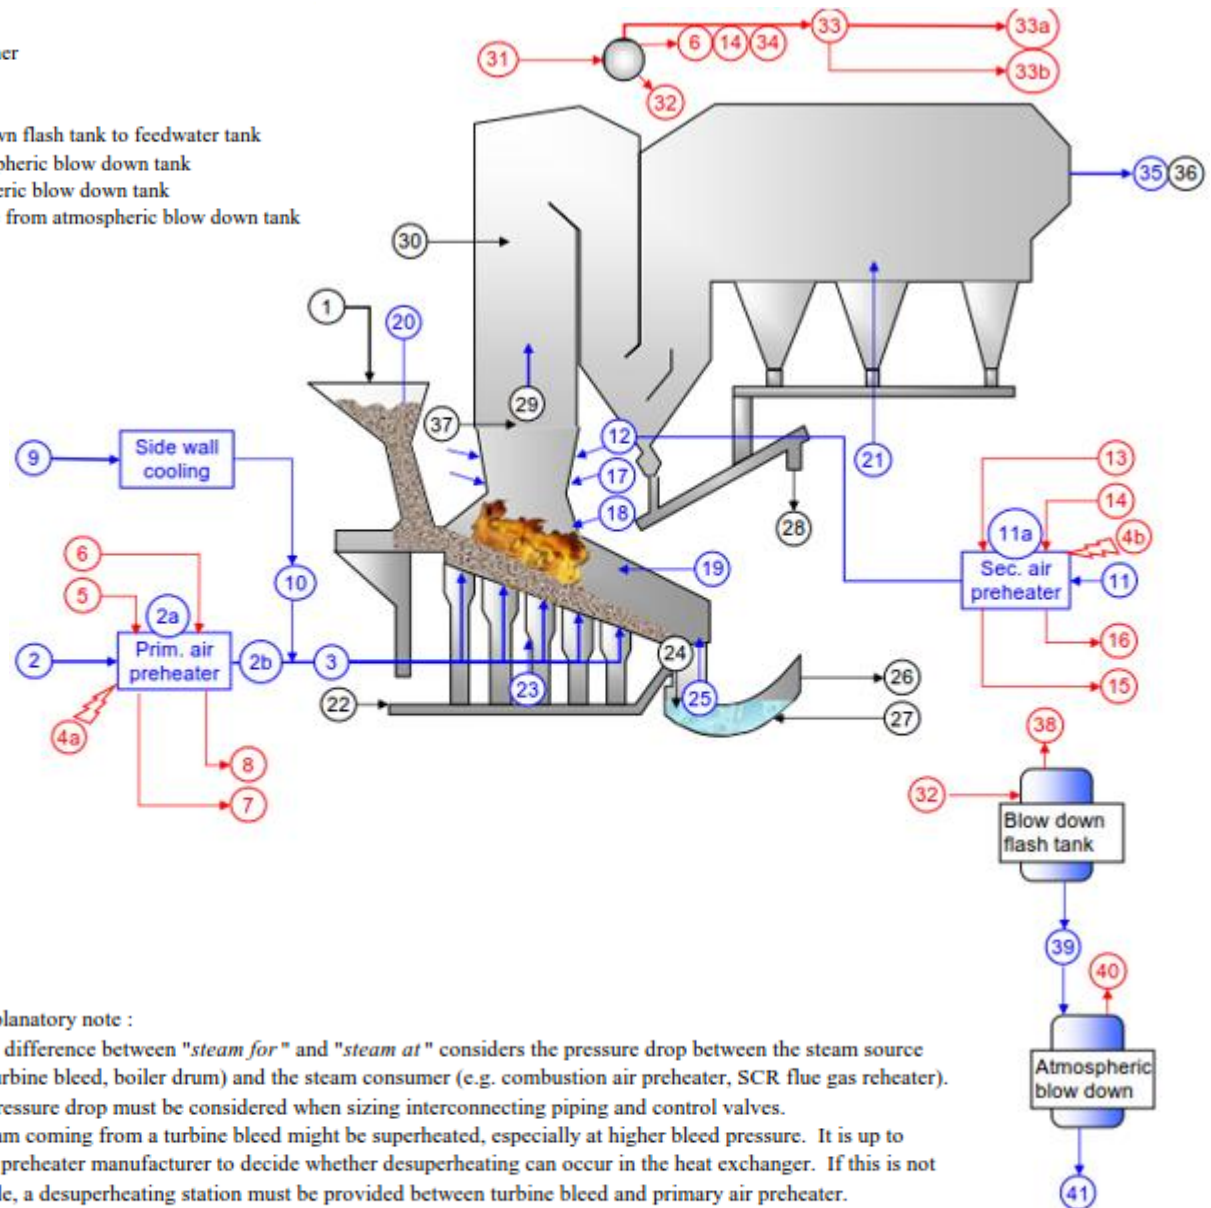 ner
31
6
14
34
33
33a
33b
32
wn flash tank to feedwater tank
pheric blow down tank
eric blow down tank
from atmospheric blow down tank
35
36
30
1
20
29
37
12
9
Side wall
cooling
17
21
13
28
14
18
11a
4b
6
10
19
Sec. air
preheater
11
5
2a
2
Prim. air
preheater
2b
3
24
16
23
25
26
15
22
27
4a
38
8
7
32
Blow down
flash tank
39
40
planatory note :
difference between "steam for" and "steam at" considers the pressure drop between the steam source
urbine bleed, boiler drum) and the steam consumer (e.g. combustion air preheater, SCR flue gas reheater).
ressure drop must be considered when sizing interconnecting piping and control valves.
am coming from a turbine bleed might be superheated, especially at higher bleed pressure. It is up to
preheater manufacturer to decide whether desuperheating can occur in the heat exchanger. If this is not
le, a desuperheating station must be provided between turbine bleed and primary air preheater.
Atmospheric
blow down
41